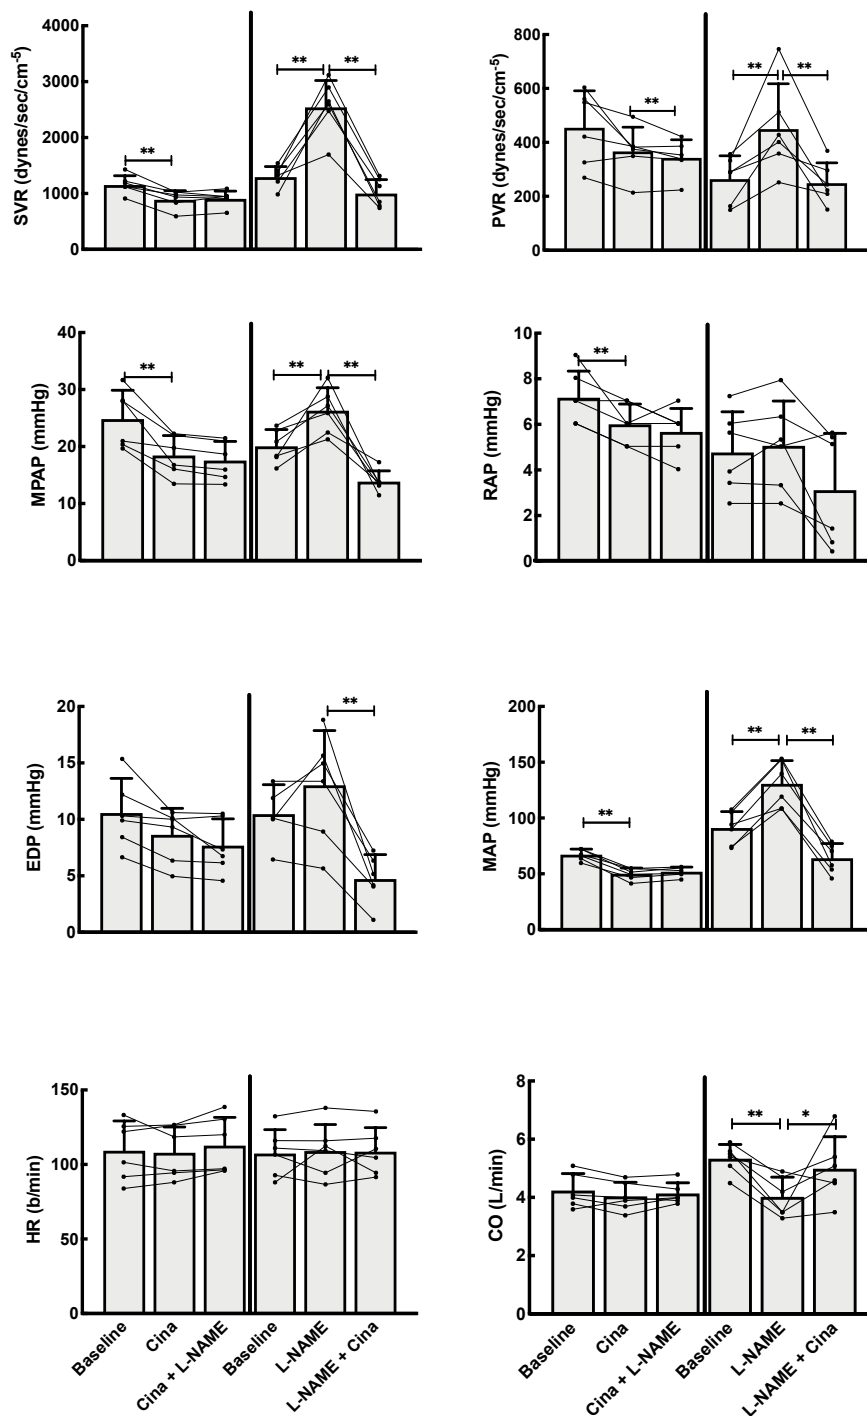 SVR (dynes/sec/cm-5)
4000
3000
2000
1000
0
**
**
**
PVR (dynes/sec/cm-5)
800
600
400
200
0
**
**
**
MPAP (mmHg)
40
30
20
10
0
**
**
**
RAP (mmHg)
10
8
6
4
2
0
**
EDP (mmHg)
20
15
10
5
0
**
MAP (mmHg)
200
150
100
50
0
**
**
**
HR (b/min)
150
100
50
0
Baseline
Cina
Cina + L-NAME
Baseline
L-NAME
L-NAME + Cina
CO (L/min)
8
6
4
2
0
**
*
Baseline
Cina
Cina + L-NAME
Baseline
L-NAME
L-NAME + Cina